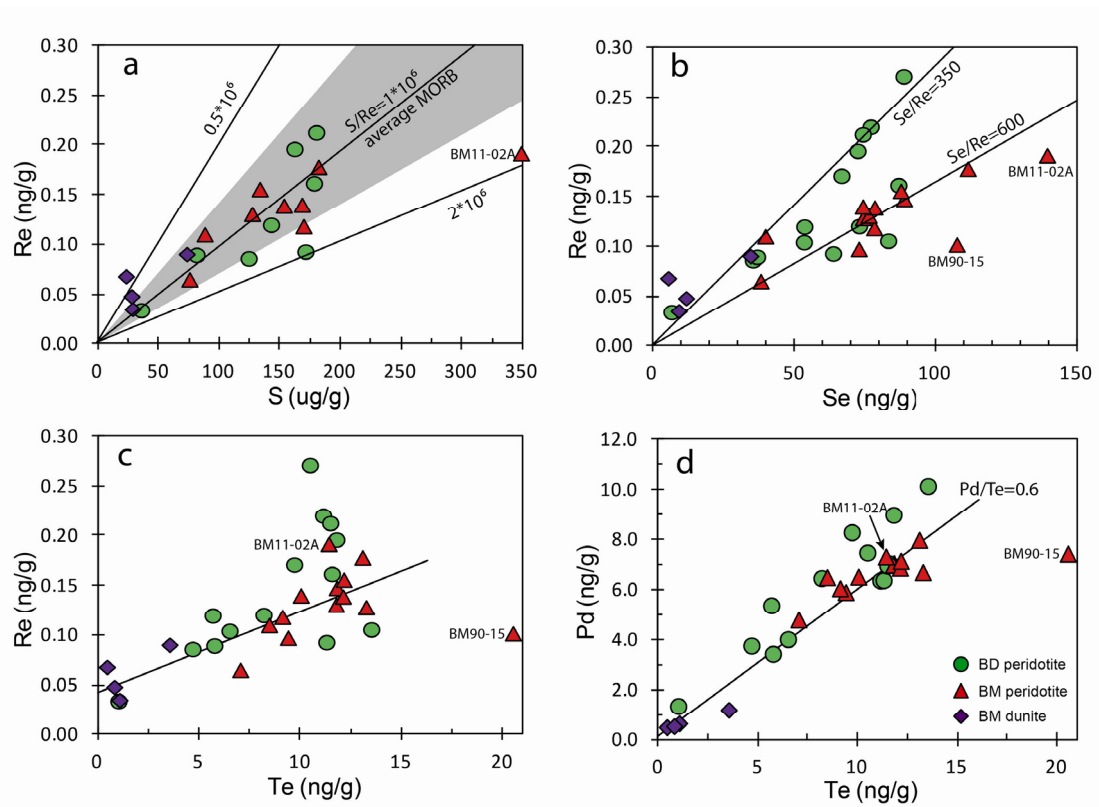 a
0.30
0.25
0.20
0.15
0.10
0.05
0.00
Re (ng/g)
0.5*10⁶
S/Re=1*10⁶
average MORB
BM11-02A
2*10⁶
0 50 100 150 200 250 300 350
S (ug/g)
b
0.30
0.25
0.20
0.15
0.10
0.05
0.00
Re (ng/g)
Se/Re=350
Se/Re=600
BM11-02A
BM90-15
0 50 100 150
Se (ng/g)
c
0.30
0.25
0.20
0.15
0.10
0.05
0.00
Re (ng/g)
BM11-02A
BM90-15
0 5 10 15 20
Te (ng/g)
d
12.0
10.0
8.0
6.0
4.0
2.0
0.0
Pd (ng/g)
Pd/Te=0.6
BM11-02A
BM90-15
BD peridotite
BM peridotite
BM dunite
0 5 10 15 20
Te (ng/g)